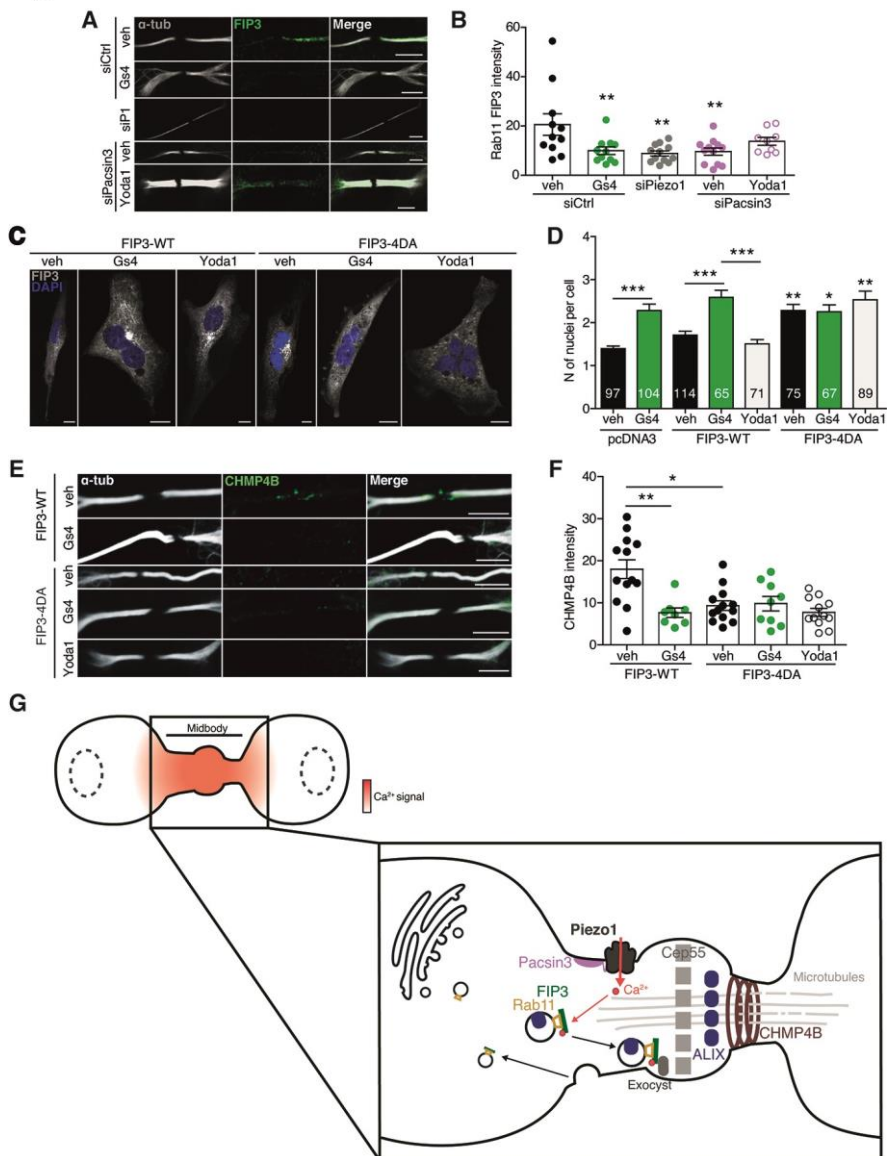 A
α-tub FIP3 Merge
siCtrl
veh
Gs4
siP1
siPacsin3
veh
Yoda1
B
Rab11 FIP3 intensity
60
40
20
0
** ** **
veh Gs4 siPiezo1 veh Yoda1
siCtrl siPacsin3
C
FIP3-WT FIP3-4DA
veh Gs4 Yoda1 veh Gs4 Yoda1
FIP3
DAPI
D
N of nuclei per cell
4
3
2
1
0
*** *** *** ** * **
97 104 114 65 71 75 67 89
veh Gs4 veh Gs4 Yoda1 veh Gs4 Yoda1
pcDNA3 FIP3-WT FIP3-4DA
E
α-tub CHMP4B Merge
FIP3-WT
veh
Gs4
FIP3-4DA
veh
Gs4
Yoda1
F
CHMP4B intensity
40
30
20
10
0
*
**
veh Gs4 veh Gs4 Yoda1
FIP3-WT FIP3-4DA
G
Midbody
Ca²⁺ signal
Piezo1
Pacsin3
Cep55
Ca²⁺
Microtubules
FIP3
Rab11
CHMP4B
ALIX
Exocyst